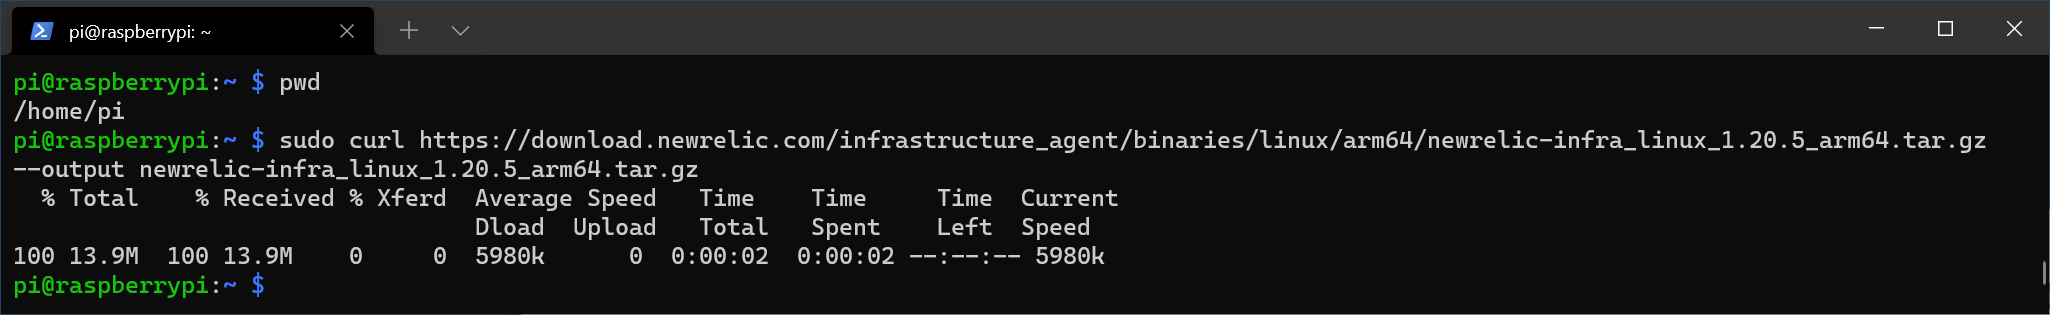 pi@raspberrypi: ~
pi@raspberrypi:~ $ pwd
/home/pi
pi@raspberrypi:~ $ sudo curl https://download.newrelic.com/infrastructure_agent/binaries/linux/arm64/newrelic-infra_linux_1.20.5_arm64.tar.gz
--output newrelic-infra_linux_1.20.5_arm64.tar.gz
  % Total    % Received % Xferd  Average Speed   Time    Time     Time  Current
                                 Dload  Upload   Total   Spent    Left  Speed
100 13.9M  100 13.9M    0     0  5980k      0  0:00:02  0:00:02 --:--:-- 5980k
pi@raspberrypi:~ $